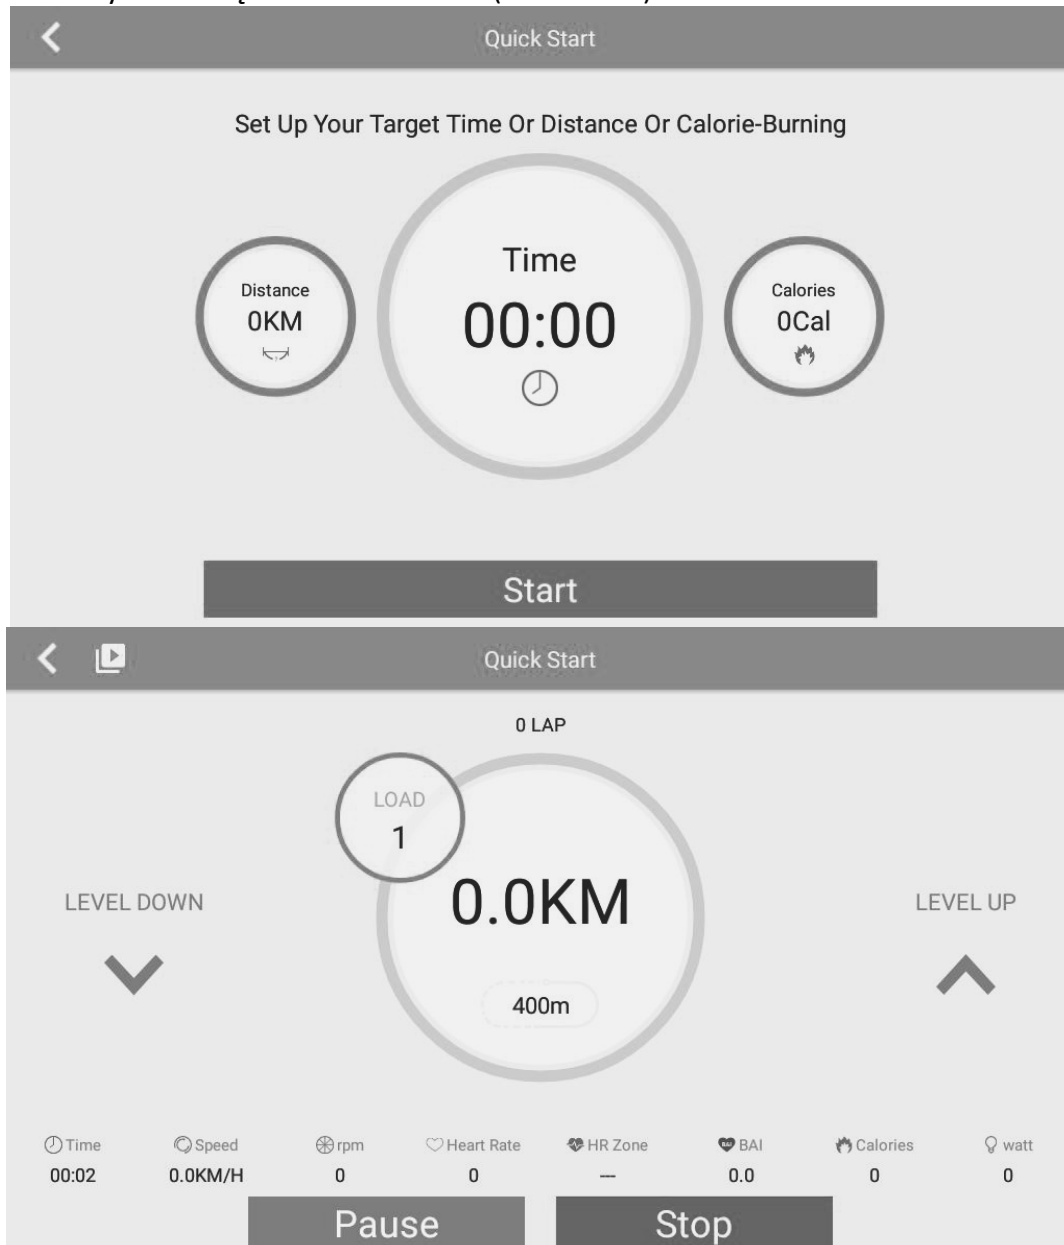 Quick Start
Set Up Your Target Time Or Distance Or Calorie-Burning
Distance
0KM
Time
00:00
Calories
0Cal
Start
Quick Start
0 LAP
LOAD
1
LEVEL DOWN
0.0KM
LEVEL UP
400m
Time Speed rpm Heart Rate HR Zone BAI Calories watt
00:02 0.0KM/H 0 0 --- 0.0 0 0
Pause Stop